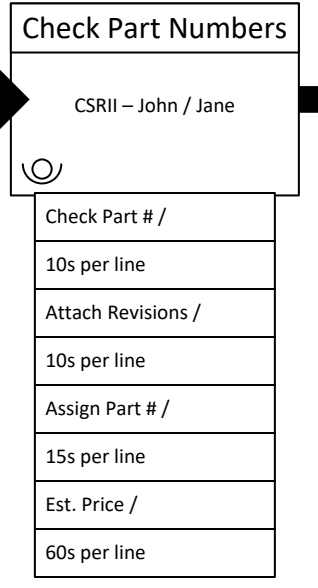 Check Part Numbers
CSRII – John / Jane
Check Part # /
10s per line
Attach Revisions /
10s per line
Assign Part # /
15s per line
Est. Price /
60s per line